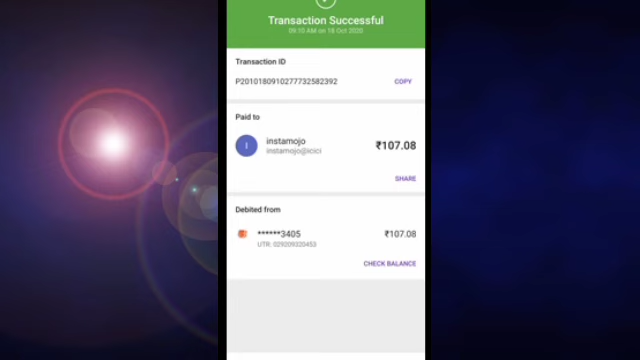 Transaction Successful
09:10 AM on 18 Oct 2020
Transaction ID
P2010180910277732582392
COPY
Paid to
I
instamojo
₹107.08
instamojo@icici
SHARE
Debited from
******3405
₹107.08
UTR: 029209320453
CHECK BALANCE